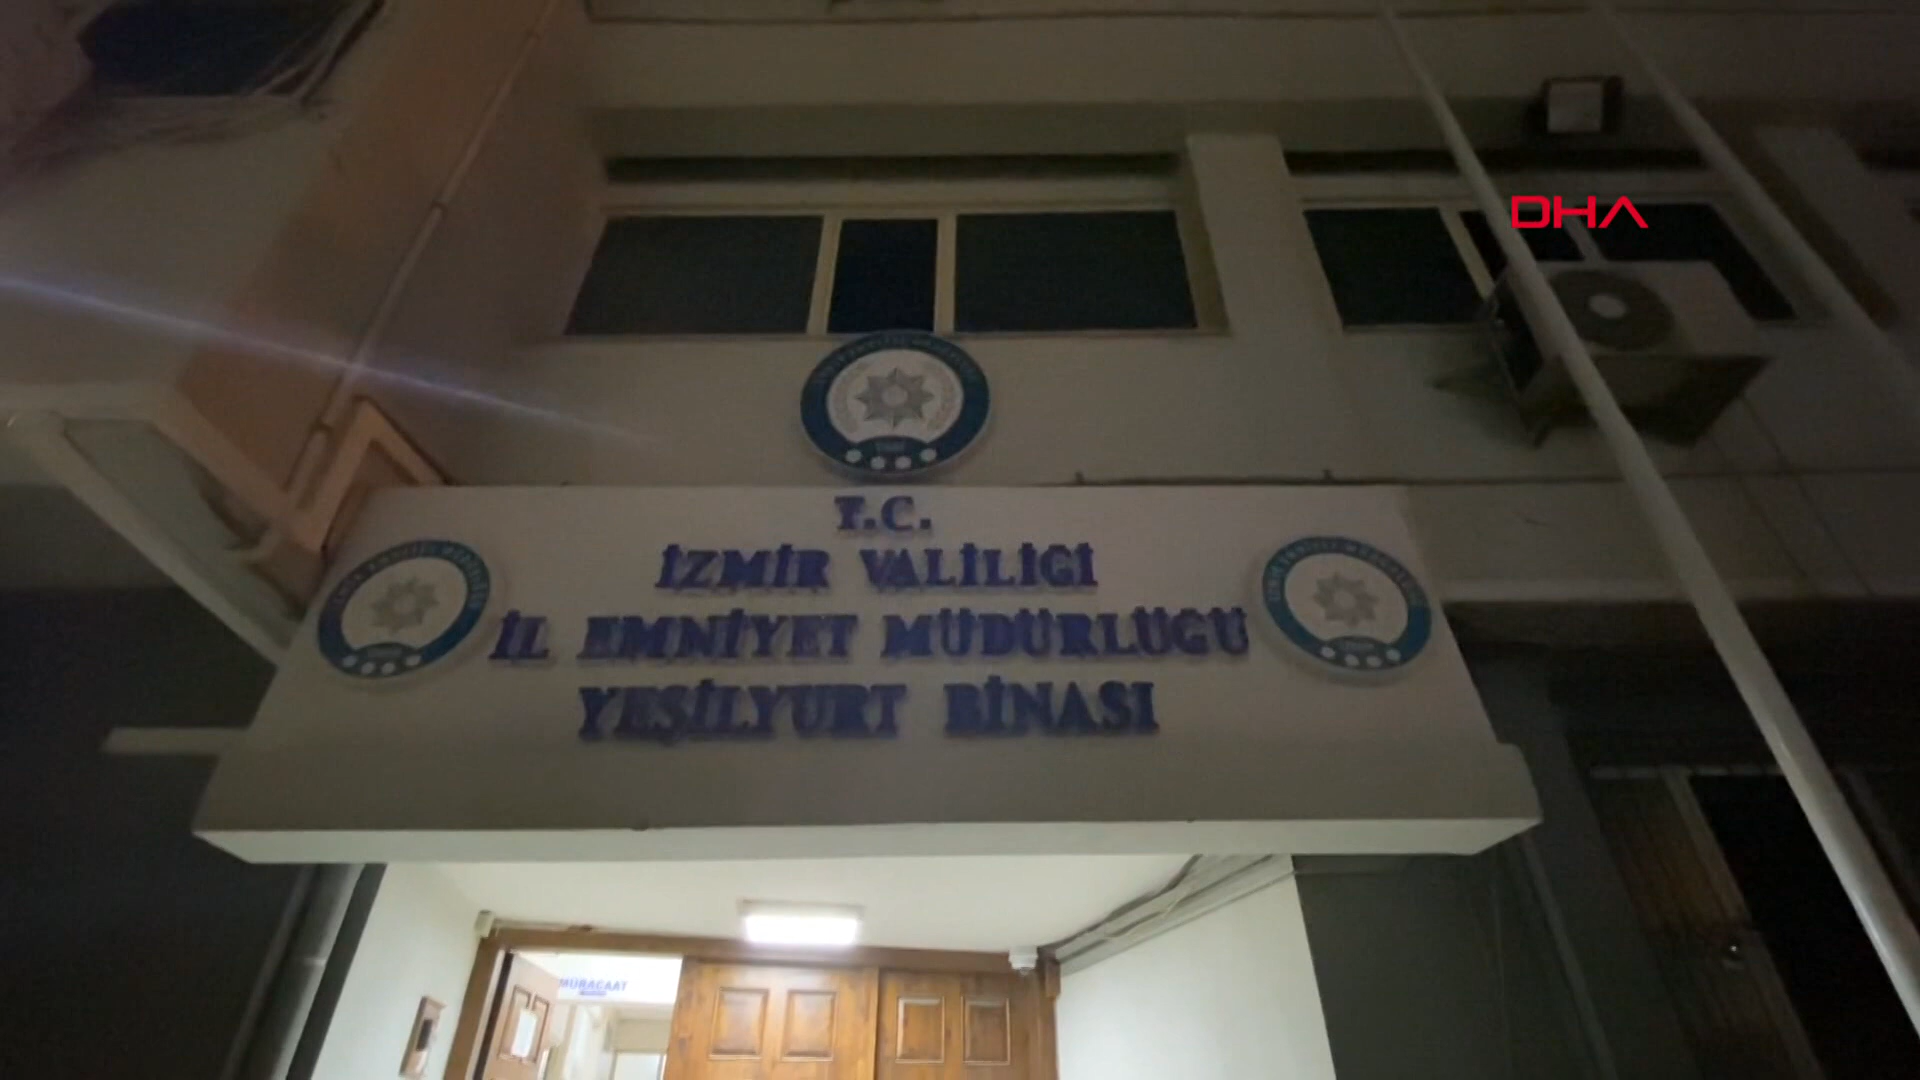 DHA
T.C.
İZMİR VALİLİĞİ
İL EMNİYET MÜDÜRLÜĞÜ
YEŞİLYURT BİNASI
MÜRACAAT